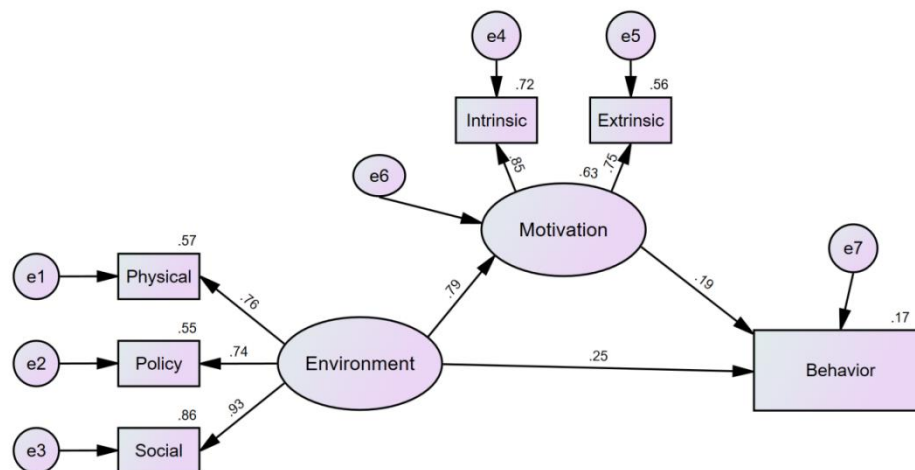 e4
e5
.72
.56
Intrinsic
Extrinsic
.85
.75
e6
.63
Motivation
e7
.57
e1
Physical
.76
.79
.19
.17
.55
e2
Policy
.74
Environment
.25
Behavior
.86
.93
e3
Social